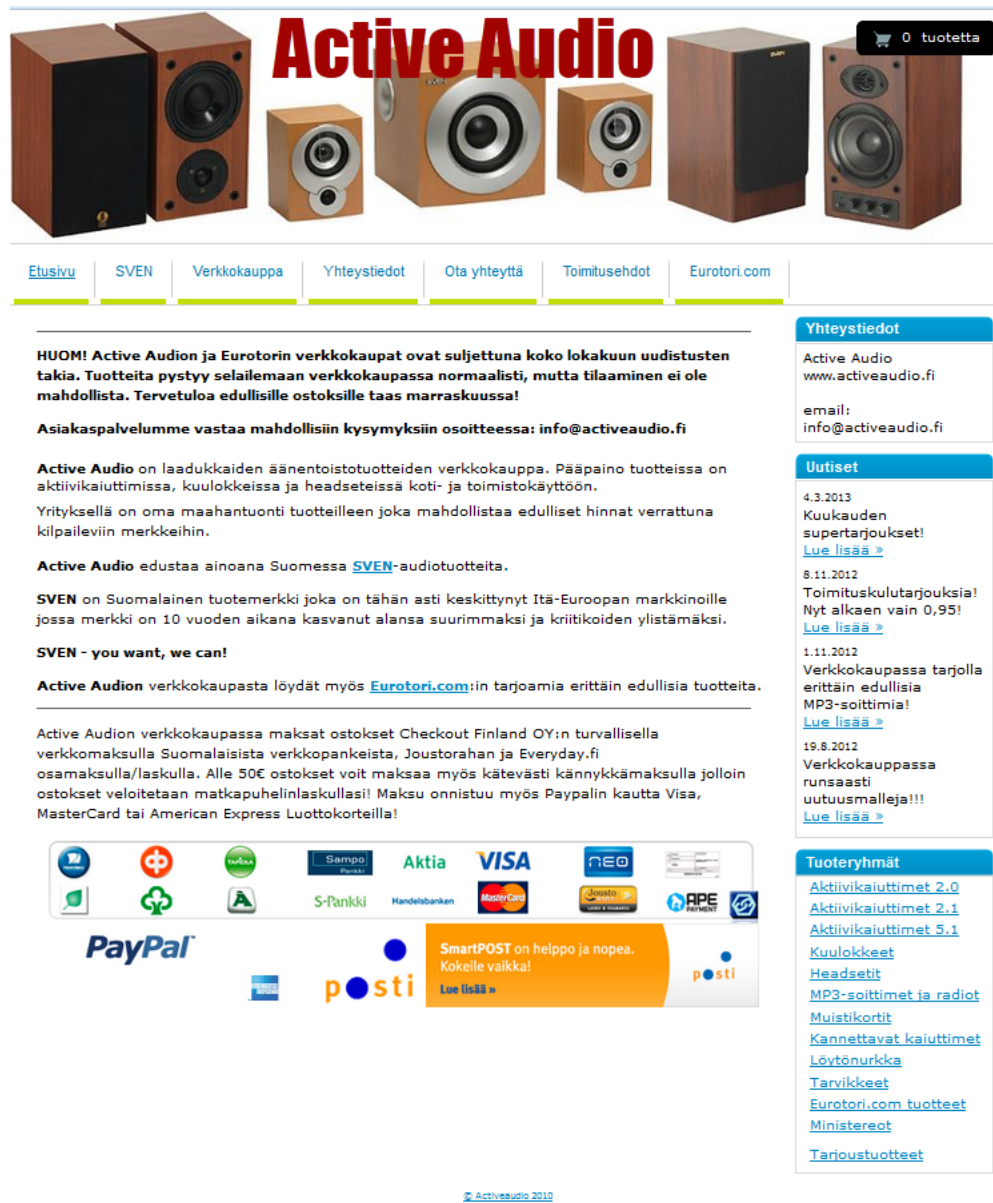 Active Audio
0 tuotetta
SVEN
SVEN
Etusivu
SVEN
Verkkokauppa
Yhteystiedot
Ota yhteyttä
Toimitusehdot
Eurotori.com
HUOM! Active Audion ja Eurotorin verkkokaupat ovat suljettuna koko lokakuun uudistusten
takia. Tuotteita pystyy selailemaan verkkokaupassa normaalisti, mutta tilaaminen ei ole
mahdollista. Tervetuloa edullisille ostoksille taas marraskuussa!
Asiakaspalvelumme vastaa mahdollisiin kysymyksiin osoitteessa: info@activeaudio.fi
Active Audio on laadukkaiden äänentoistotuotteiden verkkokauppa. Pääpaino tuotteissa on
aktiivikaiuttimissa, kuulokkeissa ja headseteissä koti- ja toimistokäyttöön.
Yrityksellä on oma maahantuonti tuotteilleen joka mahdollistaa edulliset hinnat verrattuna
kilpaileviin merkkeihin.
Active Audio edustaa ainoana Suomessa SVEN-audiotuotteita.
SVEN on Suomalainen tuotemerkki joka on tähän asti keskittynyt Itä-Euroopan markkinoille
jossa merkki on 10 vuoden aikana kasvanut alansa suurimmaksi ja kriitikoiden ylistämäksi.
SVEN - you want, we can!
Active Audion verkkokaupasta löydät myös Eurotori.com:in tarjoamia erittäin edullisia tuotteita.
Active Audion verkkokaupassa maksat ostokset Checkout Finland OY:n turvallisella
verkkomaksulla Suomalaisista verkkopankeista, Joustorahan ja Everyday.fi
osamaksulla/laskulla. Alle 50€ ostokset voit maksaa myös kätevästi kännykkämaksulla jolloin
ostokset veloitetaan matkapuhelinlaskullasi! Maksu onnistuu myös Paypalin kautta Visa,
MasterCard tai American Express Luottokorteilla!
Nordea
TAPIOLA
Sampo
Pankki
Aktia
VISA
NEO
S-Pankki
Handelsbanken
MasterCard
Jousto
raha
APE
PAYMENT
PayPal
posti
SmartPOST on helppo ja nopea.
Kokeile vaikka!
Lue lisää »
posti
Yhteystiedot
Active Audio
www.activeaudio.fi
email:
info@activeaudio.fi
Uutiset
4.3.2013
Kuukauden
supertarjoukset!
Lue lisää »
8.11.2012
Toimituskulutarjouksia!
Nyt alkaen vain 0,95!
Lue lisää »
1.11.2012
Verkkokaupassa tarjolla
erittäin edullisia
MP3-soittimia!
Lue lisää »
19.8.2012
Verkkokauppassa
runsaasti
uutuusmalleja!!!
Lue lisää »
Tuoteryhmät
Aktiivikaiuttimet 2.0
Aktiivikaiuttimet 2.1
Aktiivikaiuttimet 5.1
Kuulokkeet
Headsetit
MP3-soittimet ja radiot
Muistikortit
Kannettavat kaiuttimet
Löytönurkka
Tarvikkeet
Eurotori.com tuotteet
Ministereot
Tarjoustuotteet
© Activeaudio 2010